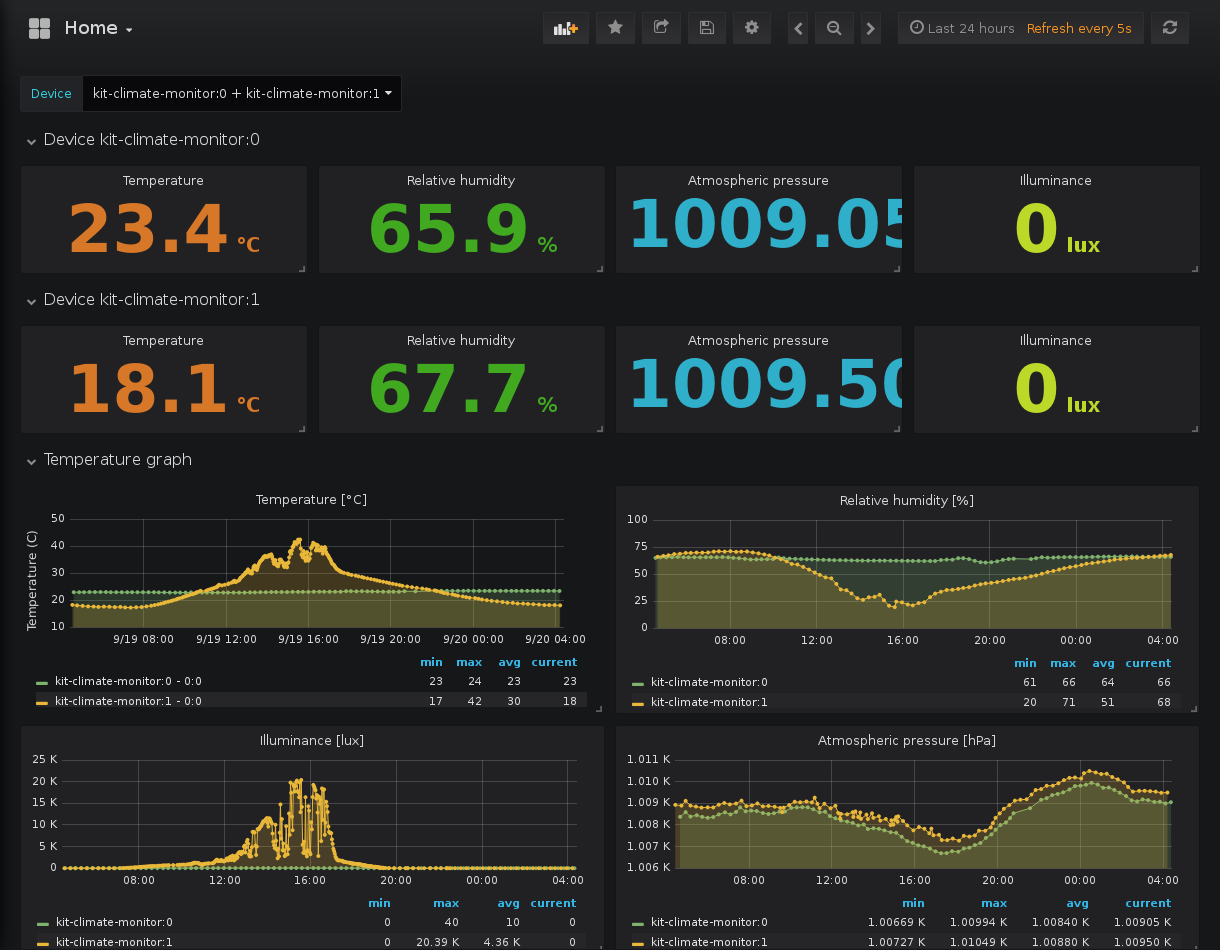 Home
Last 24 hours Refresh every 5s
Device kit-climate-monitor:0 + kit-climate-monitor:1
Device kit-climate-monitor:0
Temperature Relative humidity Atmospheric pressure Illuminance
23.4 °C 65.9 % 1009.05 0 lux
Device kit-climate-monitor:1
Temperature Relative humidity Atmospheric pressure Illuminance
18.1 °C 67.7 % 1009.50 0 lux
Temperature graph
Temperature [°C]
Temperature (C)
50
40
30
20
10
9/19 08:00 9/19 12:00 9/19 16:00 9/19 20:00 9/20 00:00 9/20 04:00
min max avg current
kit-climate-monitor:0 - 0:0 23 24 23 23
kit-climate-monitor:1 - 0:0 17 42 30 18
Relative humidity [%]
100
75
50
25
0
08:00 12:00 16:00 20:00 00:00 04:00
min max avg current
kit-climate-monitor:0 61 66 64 66
kit-climate-monitor:1 20 71 51 68
Illuminance [lux]
25 K
20 K
15 K
10 K
5 K
0
08:00 12:00 16:00 20:00 00:00 04:00
min max avg current
kit-climate-monitor:0 0 40 10 0
kit-climate-monitor:1 0 20.39 K 4.36 K 0
Atmospheric pressure [hPa]
1.011 K
1.010 K
1.009 K
1.008 K
1.007 K
1.006 K
08:00 12:00 16:00 20:00 00:00 04:00
min max avg current
kit-climate-monitor:0 1.00669 K 1.00994 K 1.00840 K 1.00905 K
kit-climate-monitor:1 1.00727 K 1.01049 K 1.00880 K 1.00950 K